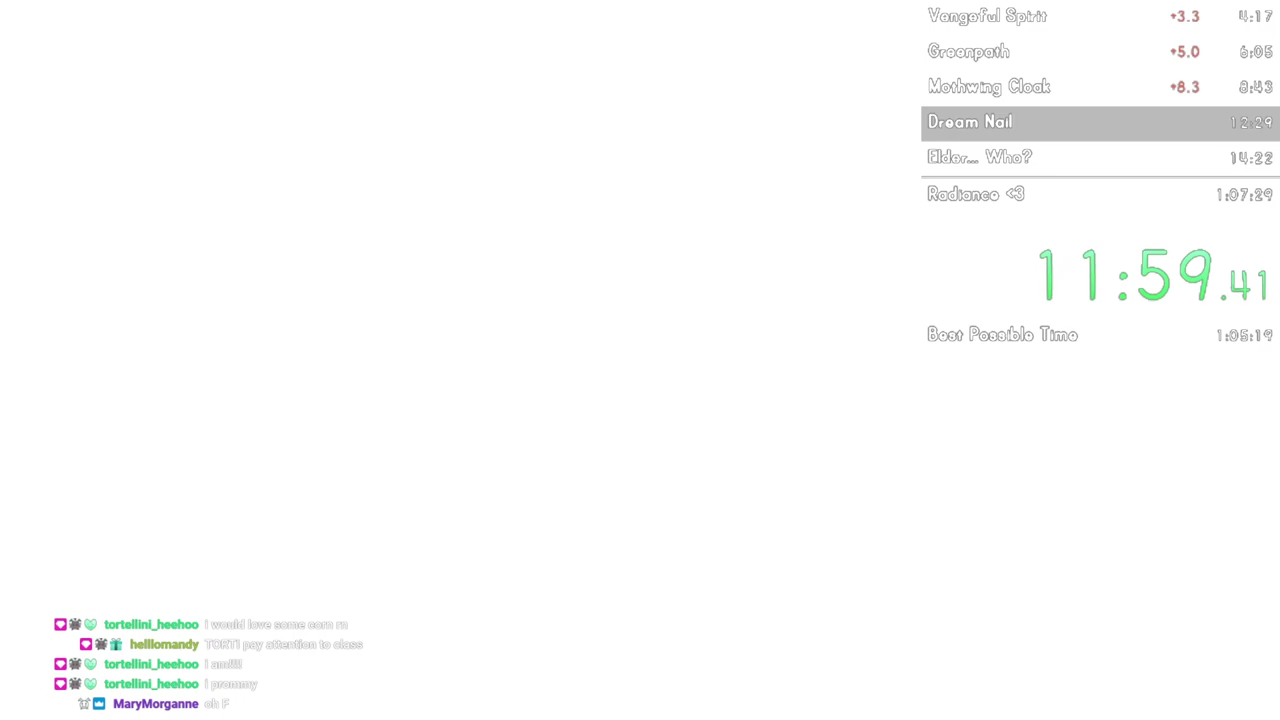 Vengeful Spirit +3.3 4:17
Greenpath +5.0 6:05
Mothwing Cloak +8.3 8:43
Dream Nail 12:29
Elder... Who? 14:22
Radiance <3 1:07:29
11:59.41
Best Possible Time 1:05:19
tortellini_heehoo I would love some corn rn
helllomandy TORTI pay attention to class
tortellini_heehoo I am!!!!
tortellini_heehoo I prommy
MaryMorganne oh F